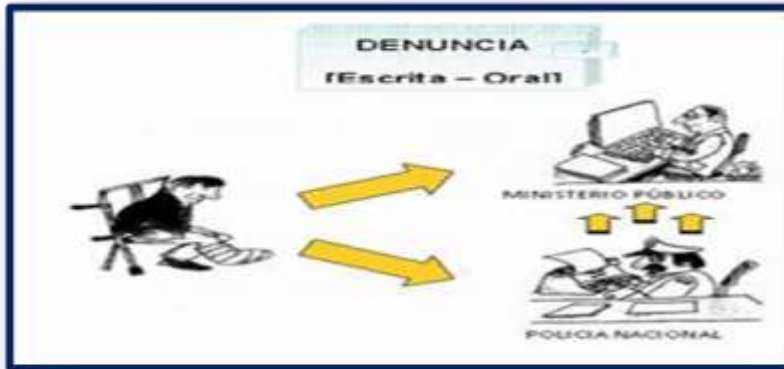 DENUNCIA
[Escrita – Oral]
MINISTERIO PÚBLICO
POLICIA NACIONAL